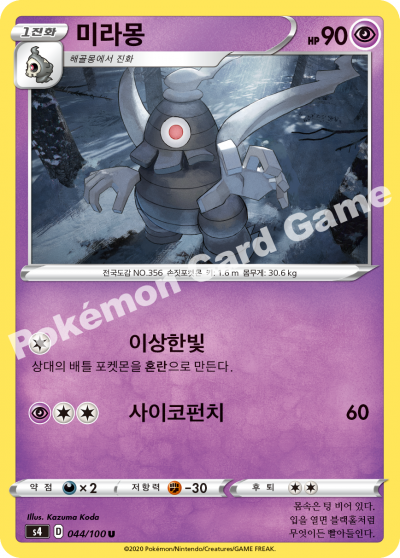 1진화
미라몽
HP 90
해골몽에서 진화
전국도감 NO.356 손짓포켓몬 키: 1.6 m 몸무게: 30.6 kg
Pokémon Card Game
이상한빛
상대의 배틀 포켓몬을 혼란으로 만든다.
사이코펀치 60
약점 ×2 저항력 -30 후퇴
Illus. Kazuma Koda
s4 D 044/100 U
몸속은 텅 비어 있다.
입을 열면 블랙홀처럼
무엇이든 빨아들인다.
©2020 Pokémon/Nintendo/Creatures/GAME FREAK.